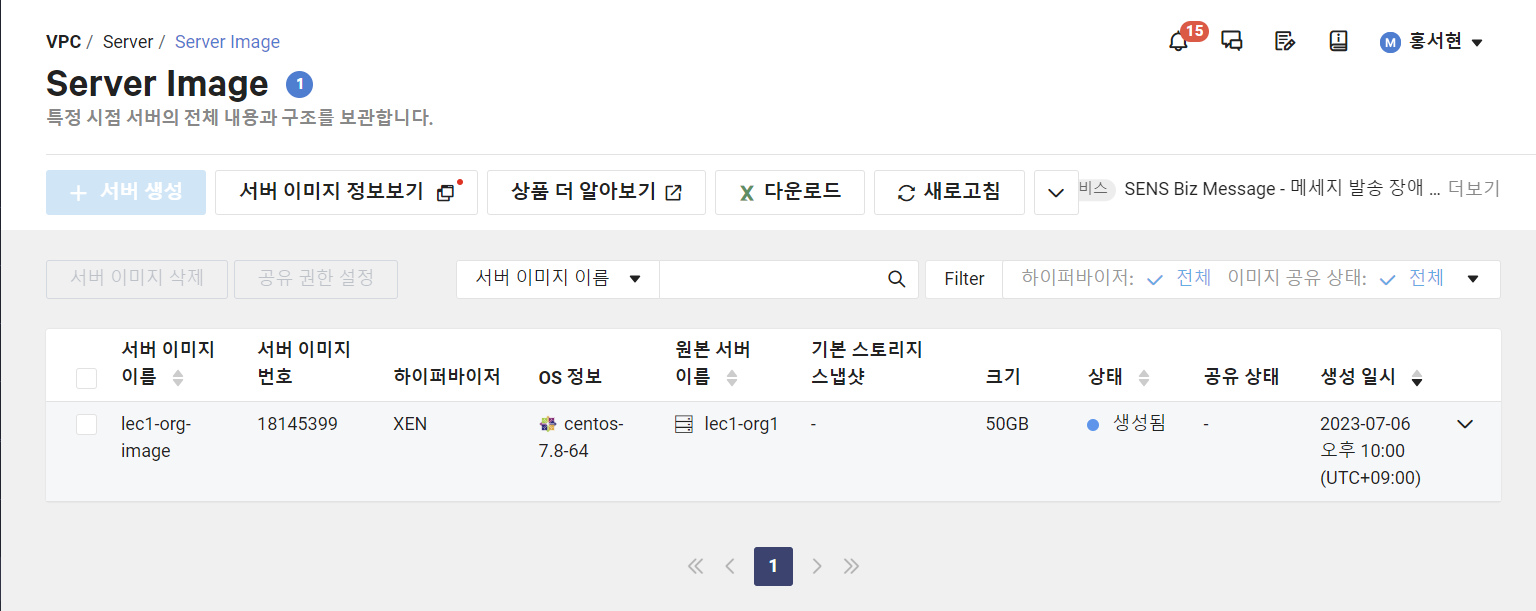 VPC / Server / Server Image
15
M 홍서현
Server Image 1
특정 시점 서버의 전체 내용과 구조를 보관합니다.
+ 서버 생성
서버 이미지 정보보기
상품 더 알아보기
X 다운로드
새로고침
비스 SENS Biz Message - 메세지 발송 장애 ... 더보기
서버 이미지 삭제
공유 권한 설정
서버 이미지 이름
Filter
하이퍼바이저: 전체 이미지 공유 상태: 전체
서버 이미지 이름
서버 이미지 번호
하이퍼바이저
OS 정보
원본 서버 이름
기본 스토리지 스냅샷
크기
상태
공유 상태
생성 일시
lec1-org-
image
18145399
XEN
centos-
7.8-64
lec1-org1
-
50GB
생성됨
-
2023-07-06
오후 10:00
(UTC+09:00)
1